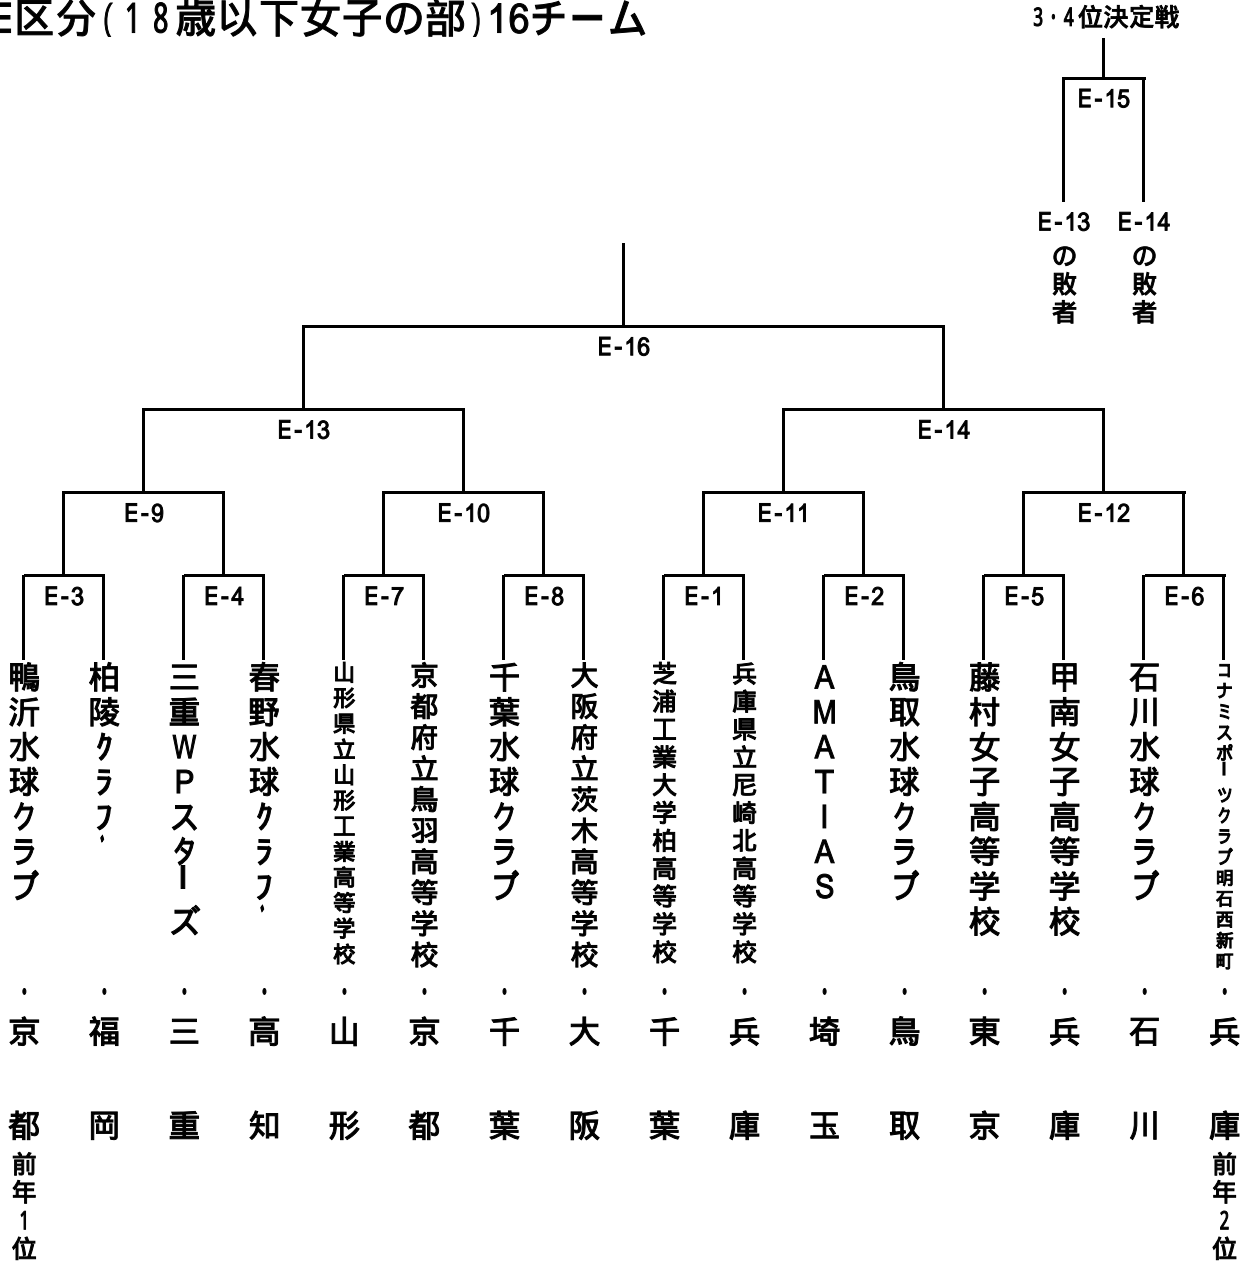 E区分(18歳以下女子の部)16チーム
3・4位決定戦
E-15
E-13
の敗者
E-14
の敗者
E-16
E-13
E-14
E-9
E-10
E-11
E-12
E-3
E-4
E-7
E-8
E-1
E-2
E-5
E-6
鴨沂水球クラブ・京都
前年1位
柏陵ｸﾗﾌﾞ・福岡
三重WPスターズ・三重
春野水球ｸﾗﾌﾞ・高知
山形県立山形工業高等学校・山形
京都府立鳥羽高等学校・京都
千葉水球クラブ・千葉
大阪府立茨木高等学校・大阪
芝浦工業大学柏高等学校・千葉
兵庫県立尼崎北高等学校・兵庫
AMATIAS・埼玉
鳥取水球クラブ・鳥取
藤村女子高等学校・東京
甲南女子高等学校・兵庫
石川水球クラブ・石川
コナミスポーツクラブ明石西新町・兵庫
前年2位